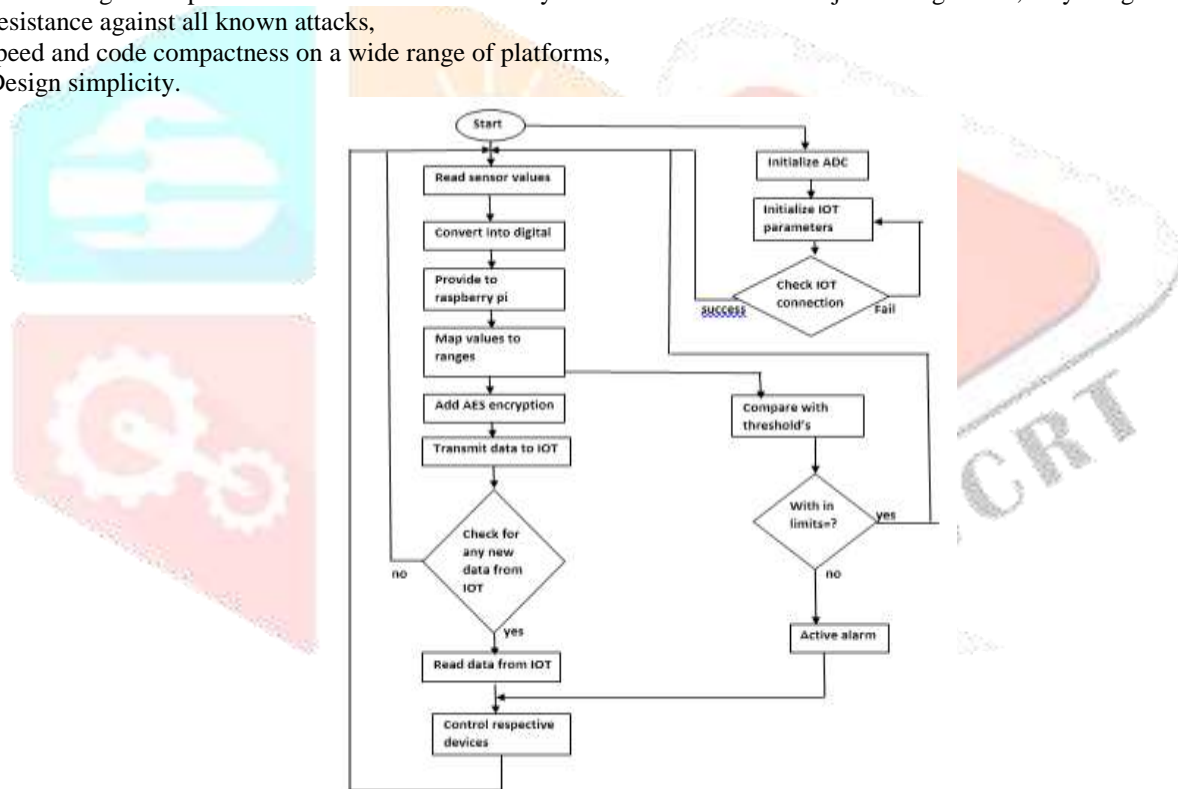 resistance against all known attacks,
speed and code compactness on a wide range of platforms,
Design simplicity.
Start
Read sensor values
Convert into digital
Provide to
raspberry pi
Map values to
ranges
Add AES encryption
Transmit data to IOT
Check for
any new
data from
IOT
no
yes
Read data from IOT
Control respective
devices
Initialize ADC
Initialize IOT
parameters
Check IOT
connection
success
Fail
Compare with
threshold's
With in
limits=?
yes
no
Active alarm
CRT